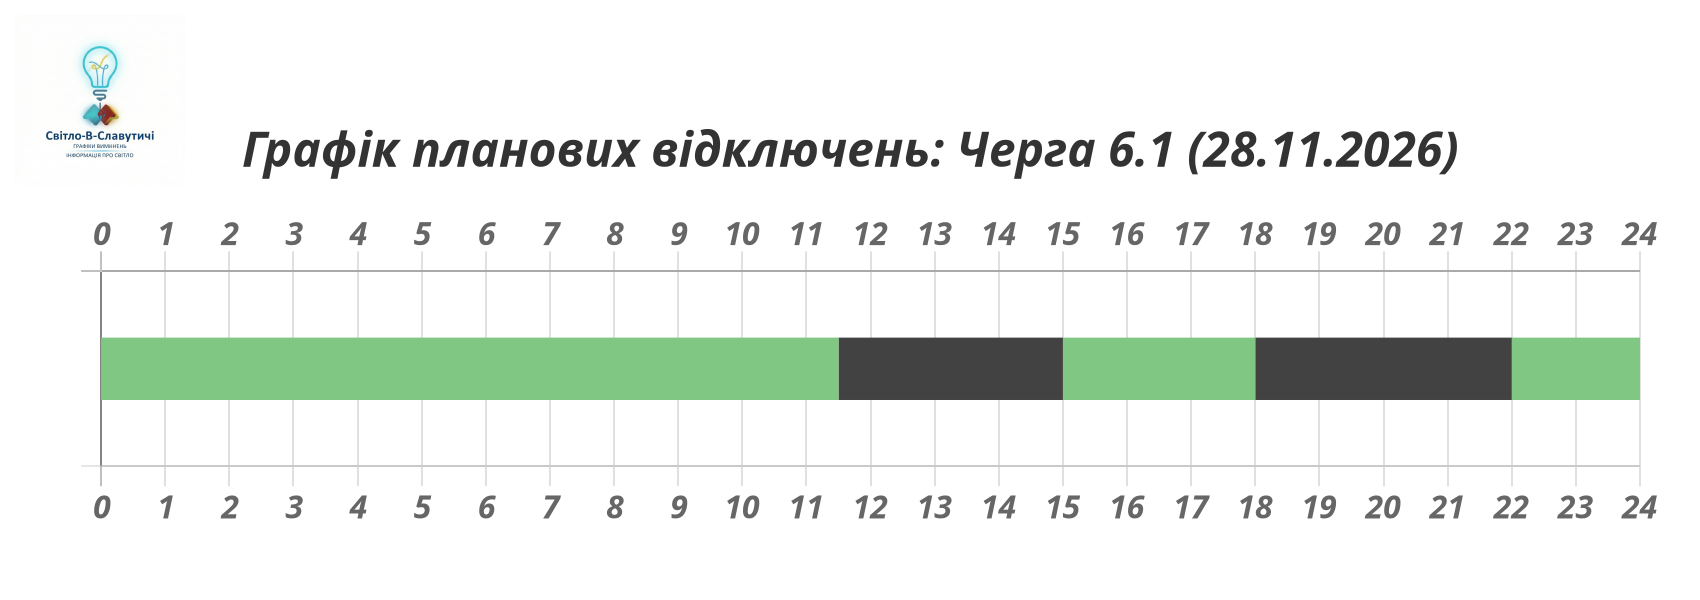 Світло-В-Славутичі
ГРАФІКИ ВИМКНЕНЬ
ІНФОРМАЦІЯ ПРО СВІТЛО
Графік планових відключень: Черга 6.1 (28.11.2026)
0 1 2 3 4 5 6 7 8 9 10 11 12 13 14 15 16 17 18 19 20 21 22 23 24
0 1 2 3 4 5 6 7 8 9 10 11 12 13 14 15 16 17 18 19 20 21 22 23 24